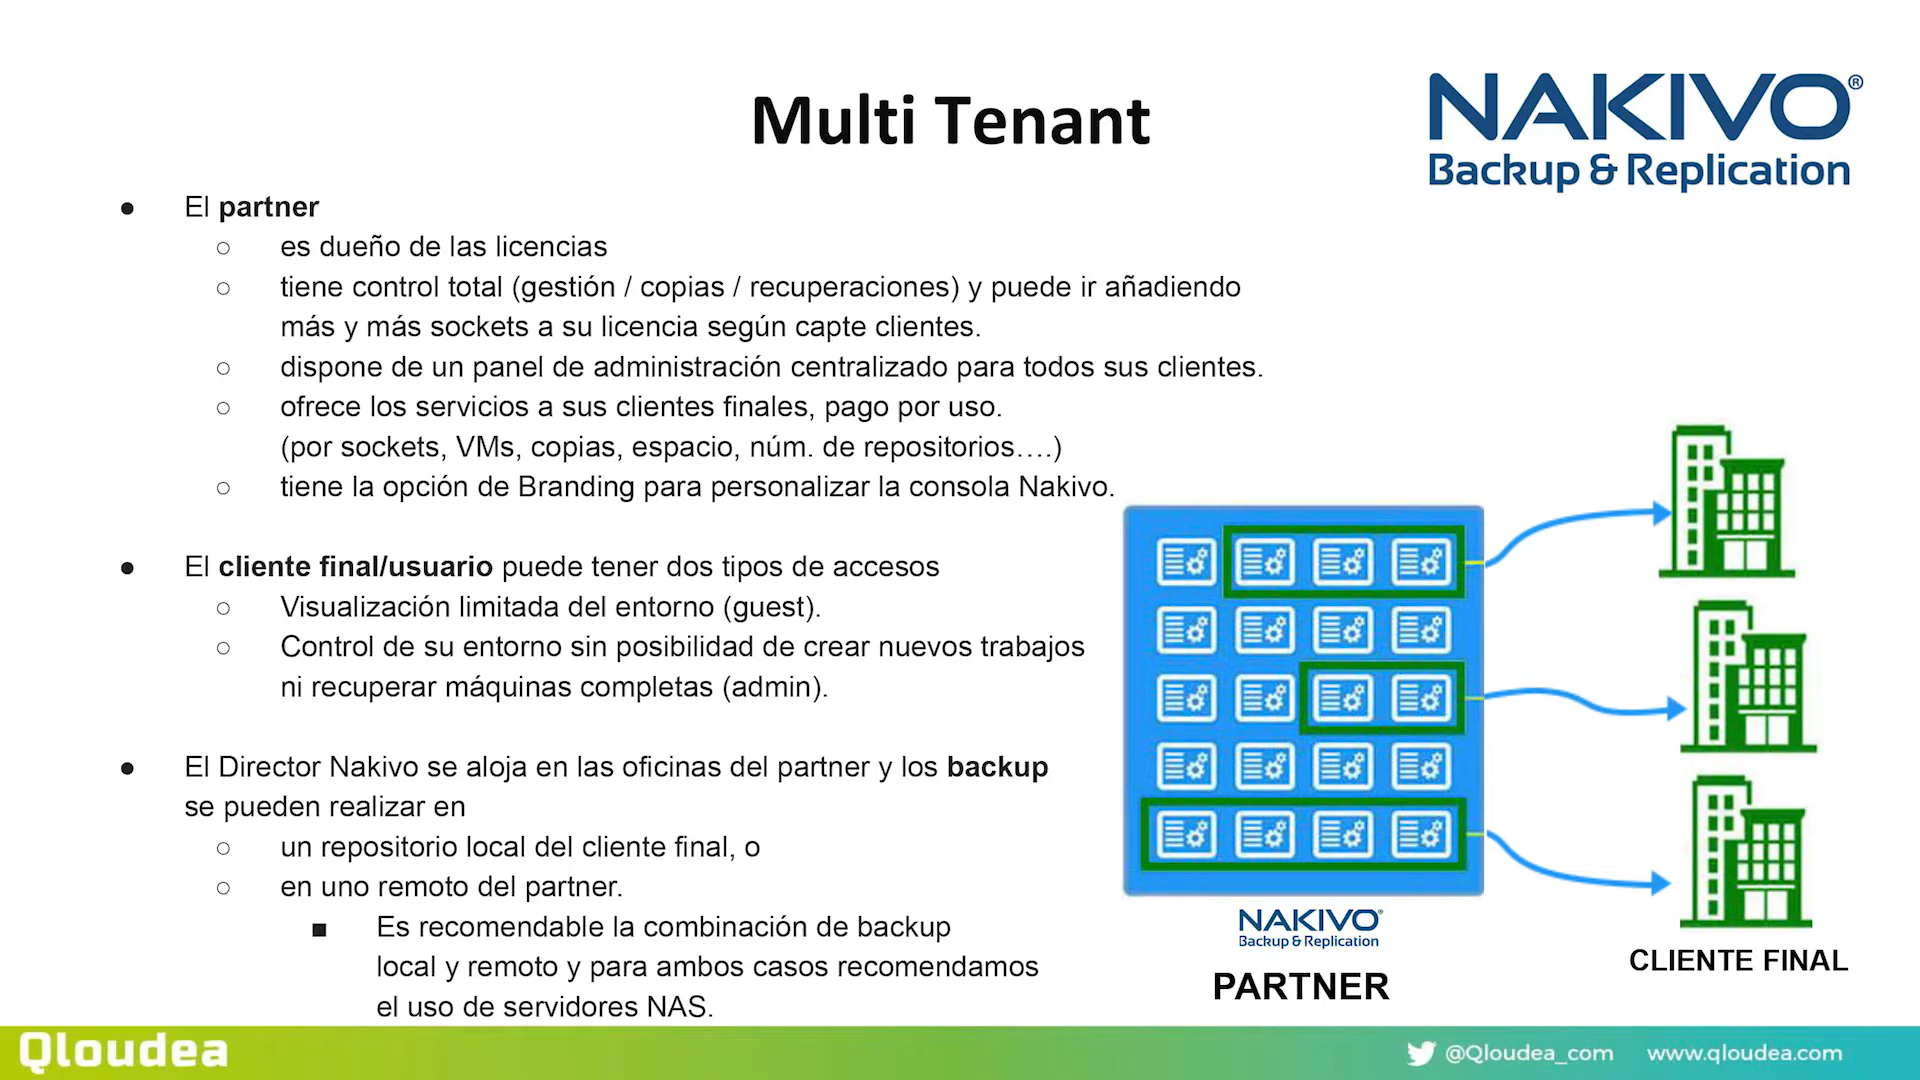 Multi Tenant
NAKIVO®
Backup & Replication
● El partner
○ es dueño de las licencias
○ tiene control total (gestión / copias / recuperaciones) y puede ir añadiendo
más y más sockets a su licencia según capte clientes.
○ dispone de un panel de administración centralizado para todos sus clientes.
○ ofrece los servicios a sus clientes finales, pago por uso.
(por sockets, VMs, copias, espacio, núm. de repositorios….)
○ tiene la opción de Branding para personalizar la consola Nakivo.
● El cliente final/usuario puede tener dos tipos de accesos
○ Visualización limitada del entorno (guest).
○ Control de su entorno sin posibilidad de crear nuevos trabajos
ni recuperar máquinas completas (admin).
● El Director Nakivo se aloja en las oficinas del partner y los backup
se pueden realizar en
○ un repositorio local del cliente final, o
○ en uno remoto del partner.
■ Es recomendable la combinación de backup
local y remoto y para ambos casos recomendamos
el uso de servidores NAS.
NAKIVO®
Backup & Replication
PARTNER
CLIENTE FINAL
Qloudea
@Qloudea_com
www.qloudea.com